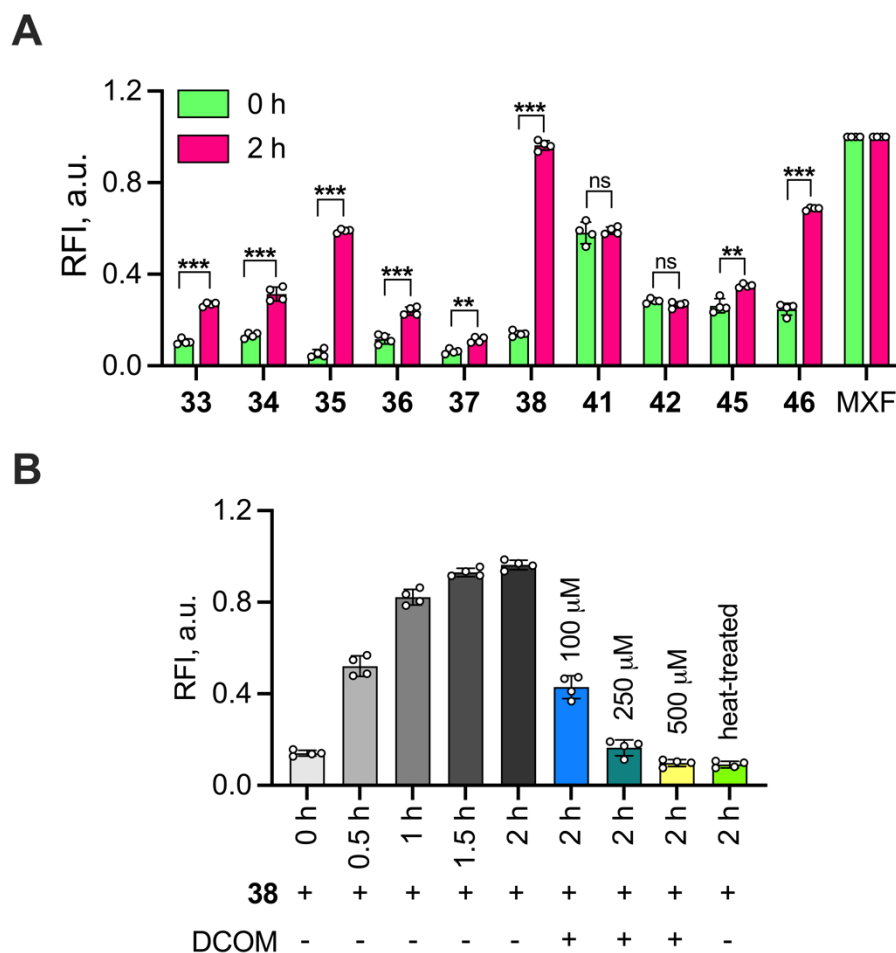 A
1.2
0.8
0.4
0.0
RFI, a.u.
0 h
2 h
***
***
***
***
**
***
ns
ns
**
***
33 34 35 36 37 38 41 42 45 46 MXF
B
1.2
0.8
0.4
0.0
RFI, a.u.
100 μM
250 μM
500 μM
heat-treated
0 h 0.5 h 1 h 1.5 h 2 h 2 h 2 h 2 h 2 h
38 + + + + + + + + +
DCOM - - - - - + + + -